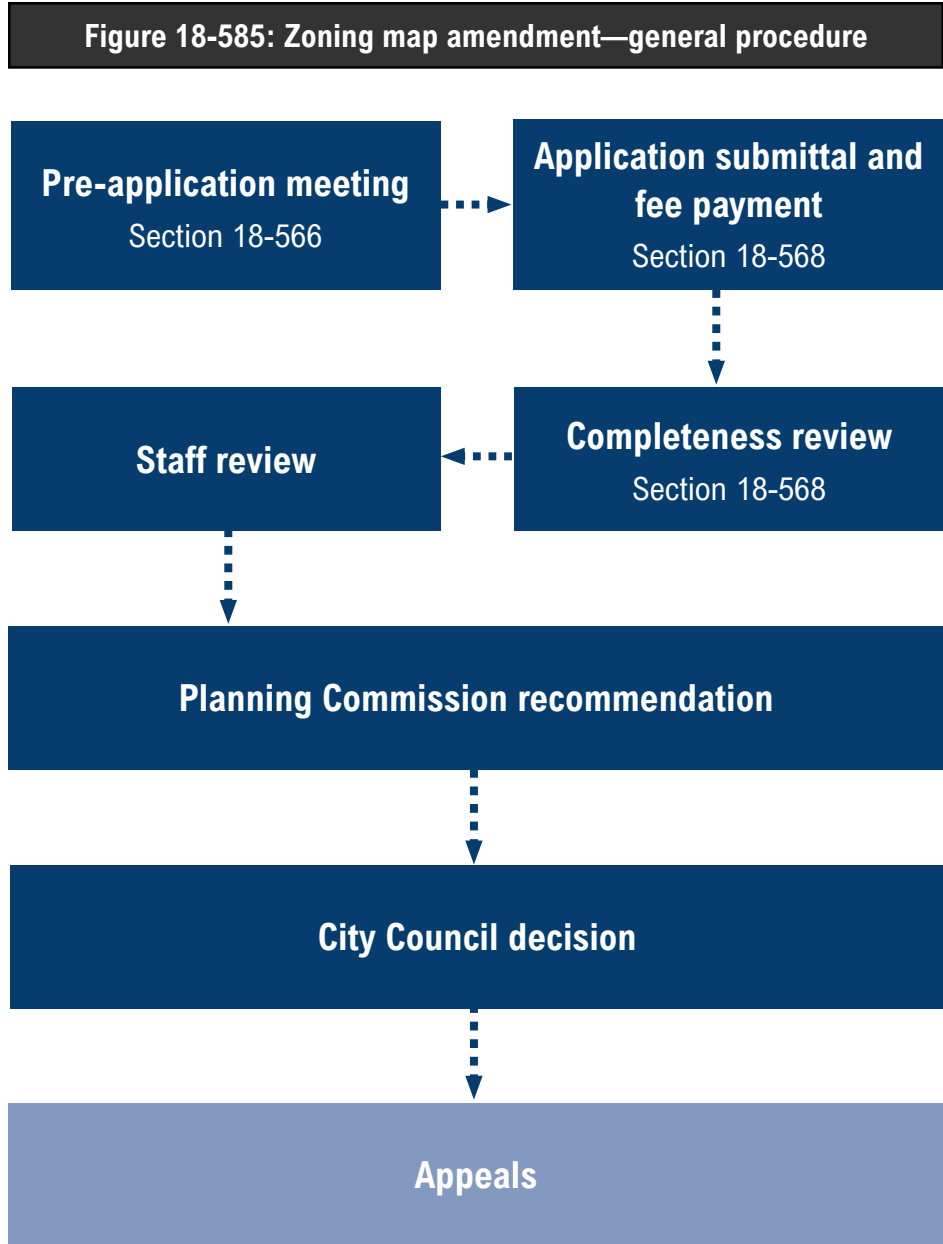 Figure 18-585: Zoning map amendment—general procedure
Pre-application meeting
Section 18-566
Application submittal and
fee payment
Section 18-568
Completeness review
Section 18-568
Staff review
Planning Commission recommendation
City Council decision
Appeals